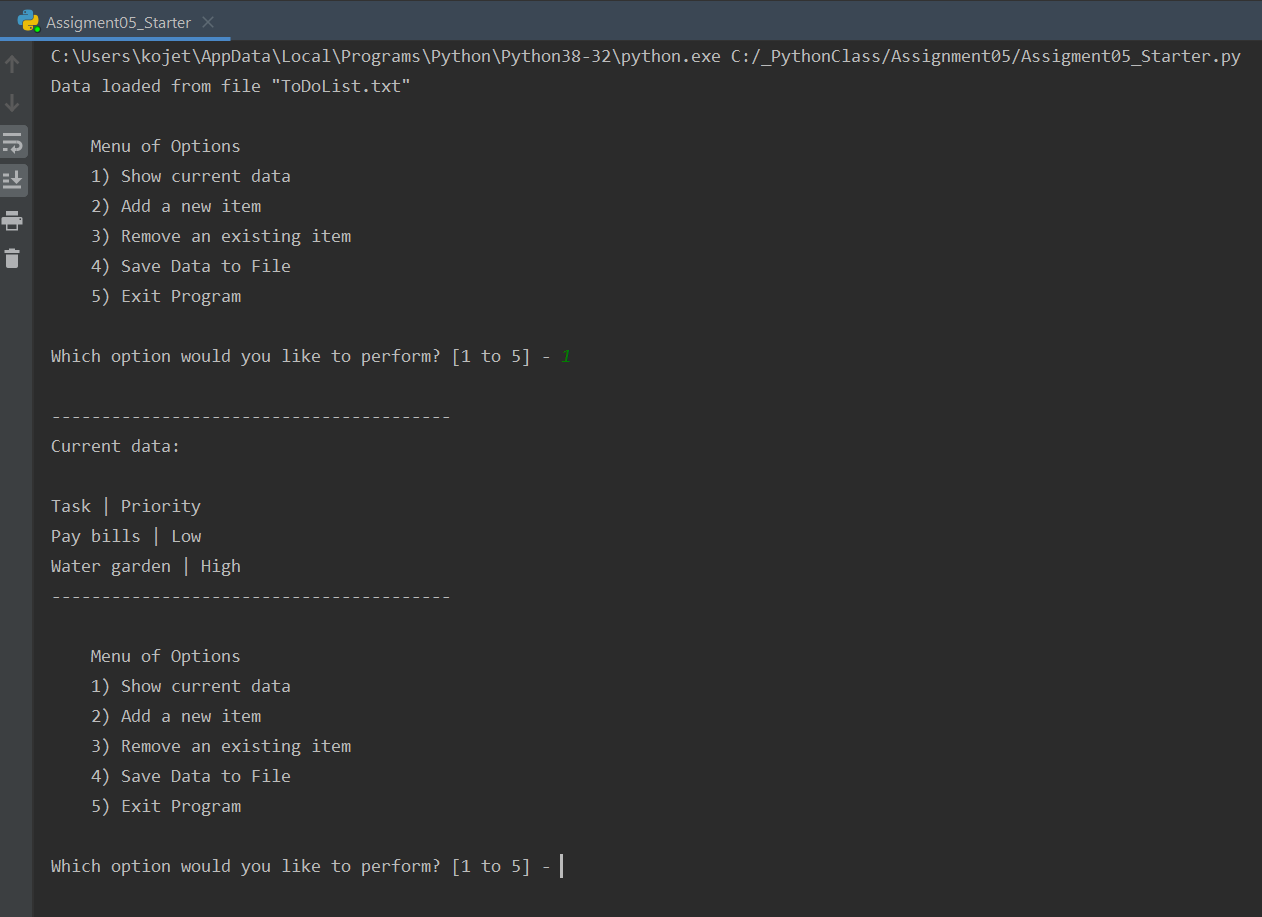 Assigment05_Starter
C:\Users\kojet\AppData\Local\Programs\Python\Python38-32\python.exe C:/_PythonClass/Assignment05/Assigment05_Starter.py
Data loaded from file "ToDoList.txt"
Menu of Options
1) Show current data
2) Add a new item
3) Remove an existing item
4) Save Data to File
5) Exit Program
Which option would you like to perform? [1 to 5] - 1
----------------------------------------
Current data:
Task | Priority
Pay bills | Low
Water garden | High
----------------------------------------
Menu of Options
1) Show current data
2) Add a new item
3) Remove an existing item
4) Save Data to File
5) Exit Program
Which option would you like to perform? [1 to 5] -